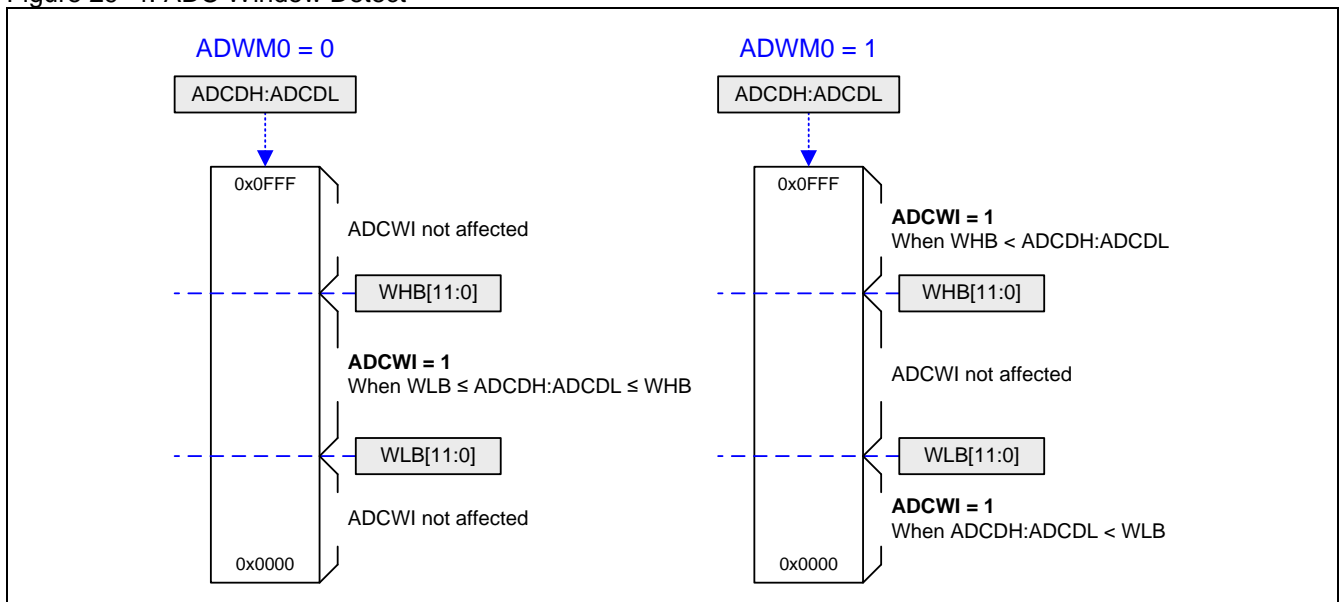 ADWM0 = 0
ADCDH:ADCDL
0x0FFF
ADCWI not affected
WHB[11:0]
ADCWI = 1
When WLB ≤ ADCDH:ADCDL ≤ WHB
WLB[11:0]
ADCWI not affected
0x0000
ADWM0 = 1
ADCDH:ADCDL
0x0FFF
ADCWI = 1
When WHB < ADCDH:ADCDL
WHB[11:0]
ADCWI not affected
WLB[11:0]
ADCWI = 1
When ADCDH:ADCDL < WLB
0x0000